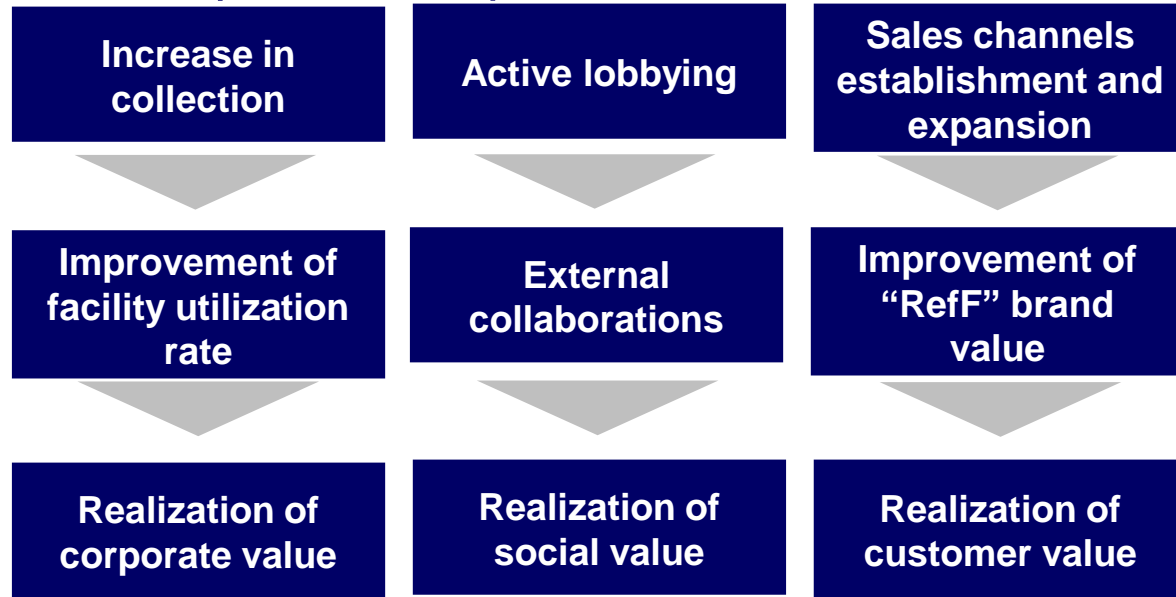 Increase in
collection
Active lobbying
Sales channels
establishment and
expansion
Improvement of
facility utilization
rate
External
collaborations
Improvement of
“RefF” brand
value
Realization of
corporate value
Realization of
social value
Realization of
customer value